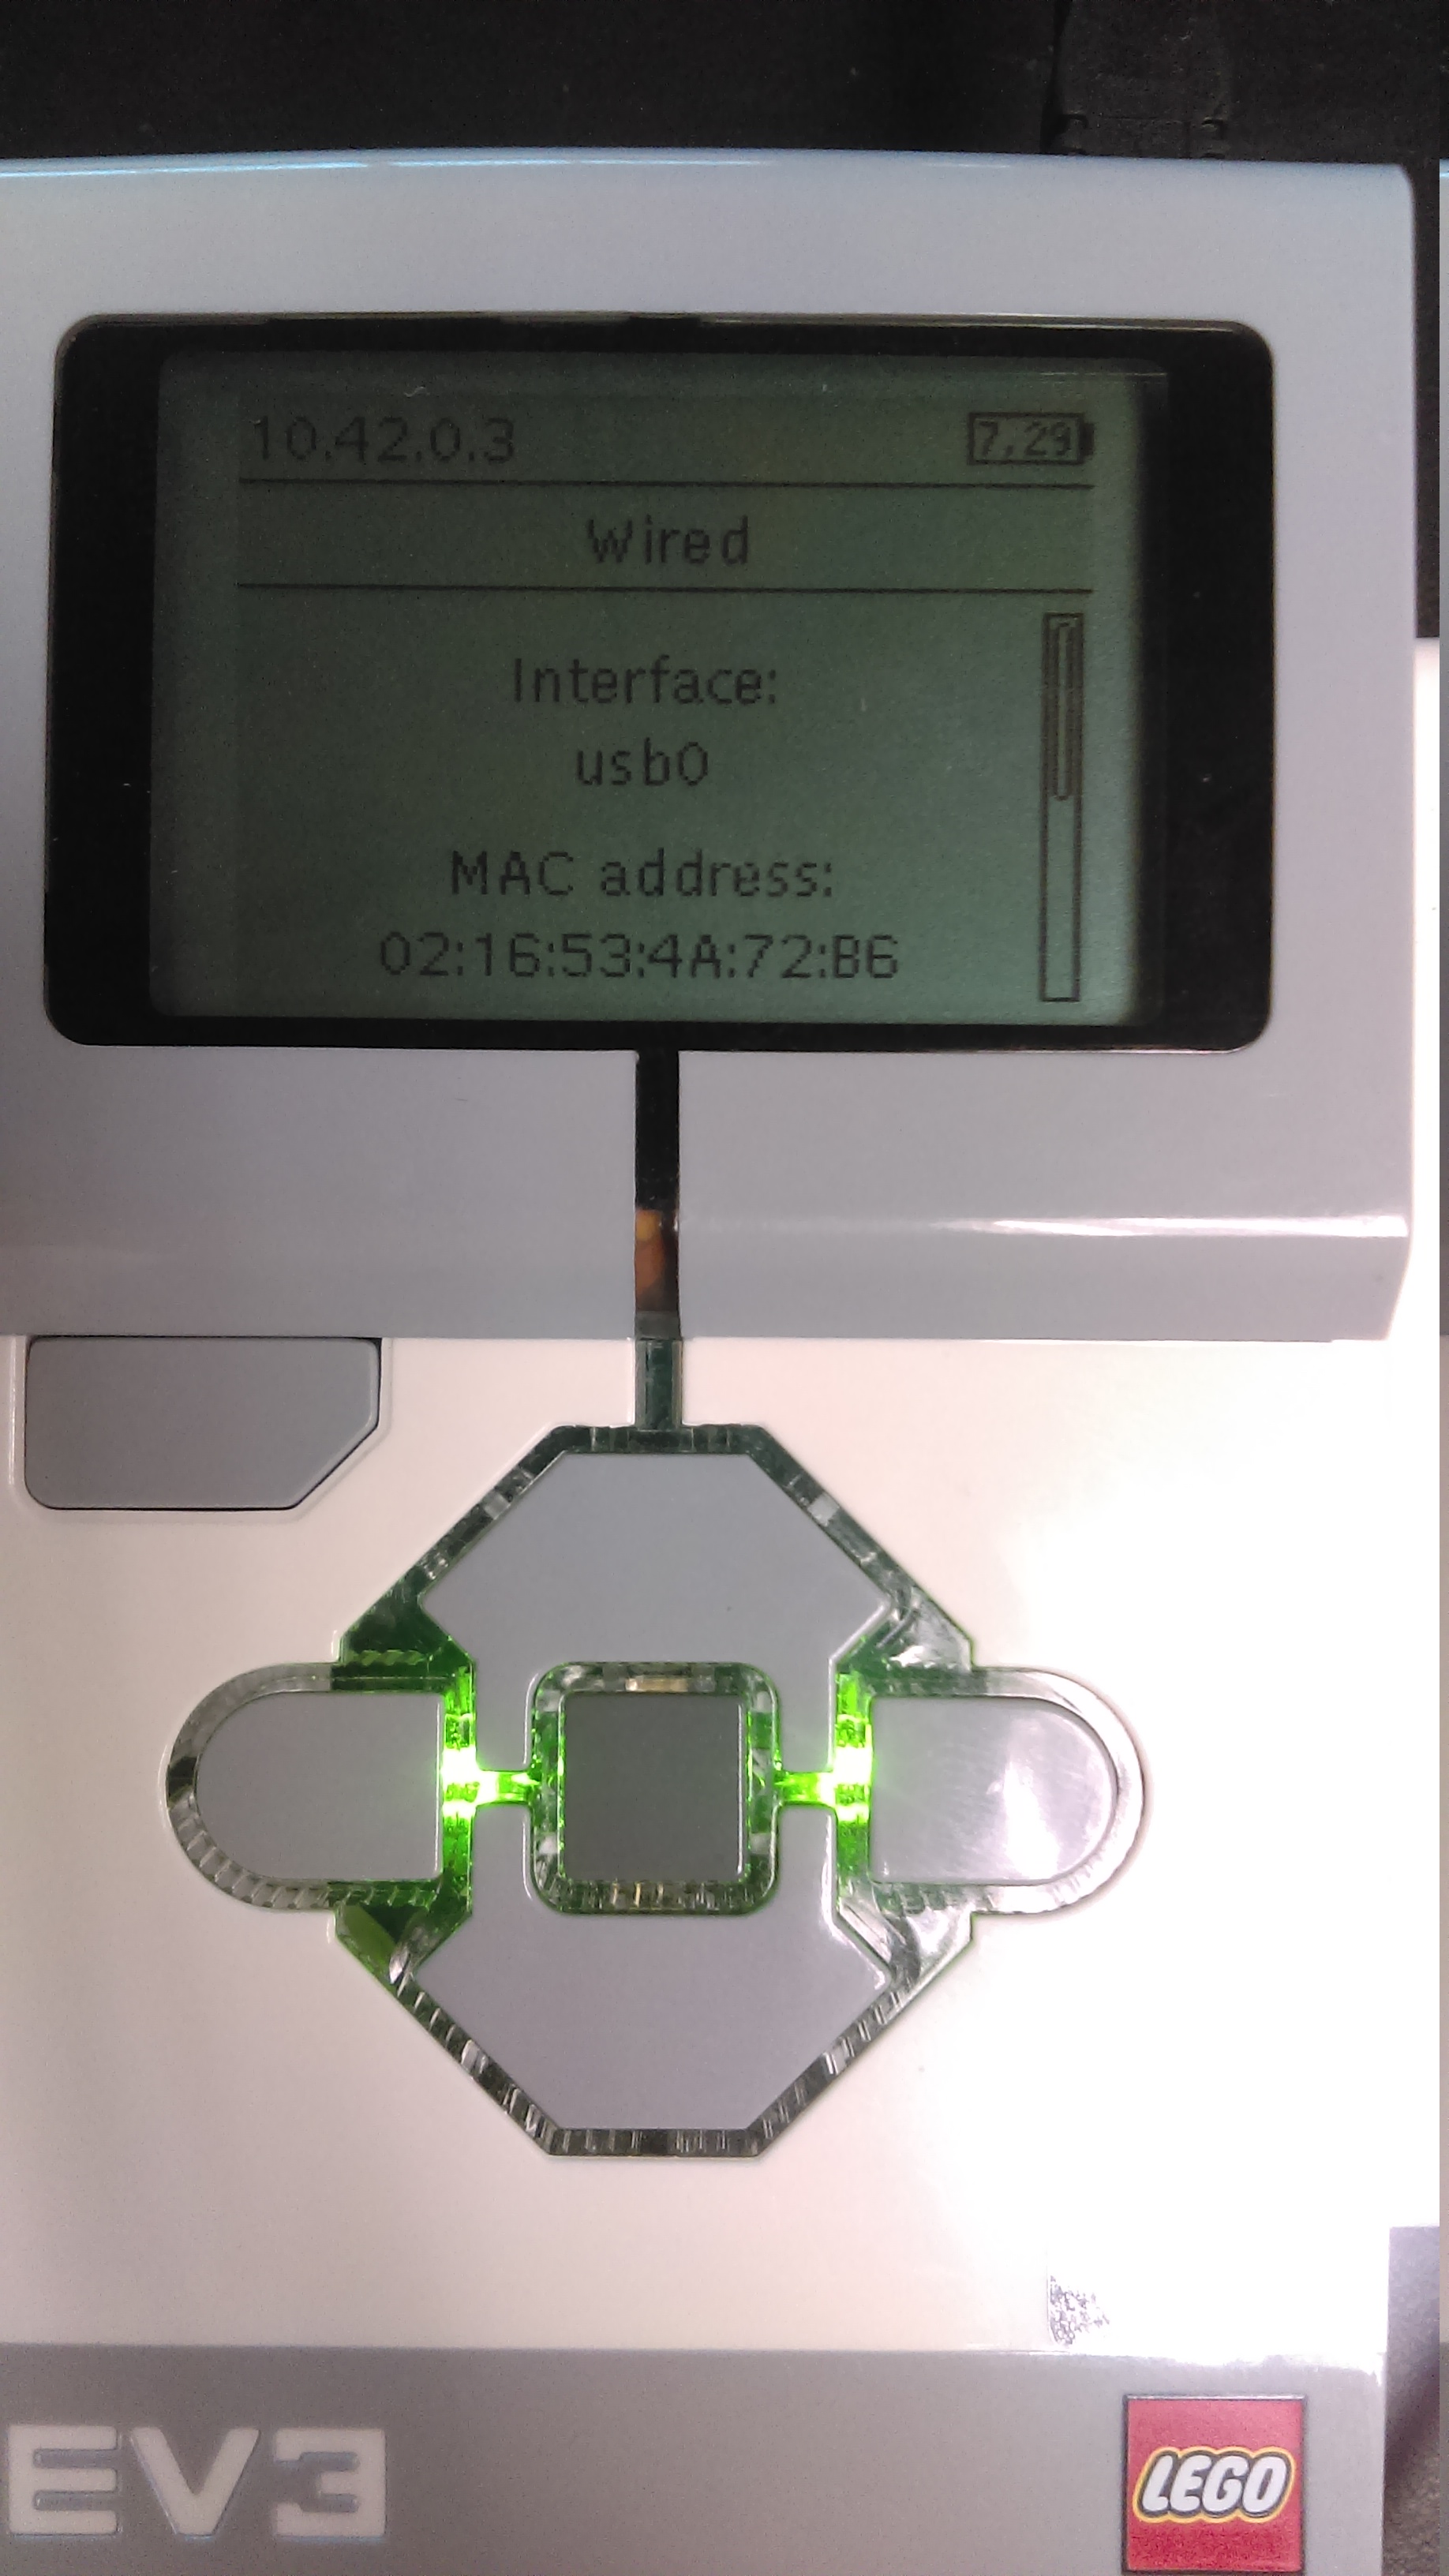 10.42.0.3 7,29
Wired
Interface:
usb0
MAC address:
02:16:53:4A:72:B6
EV3 LEGO